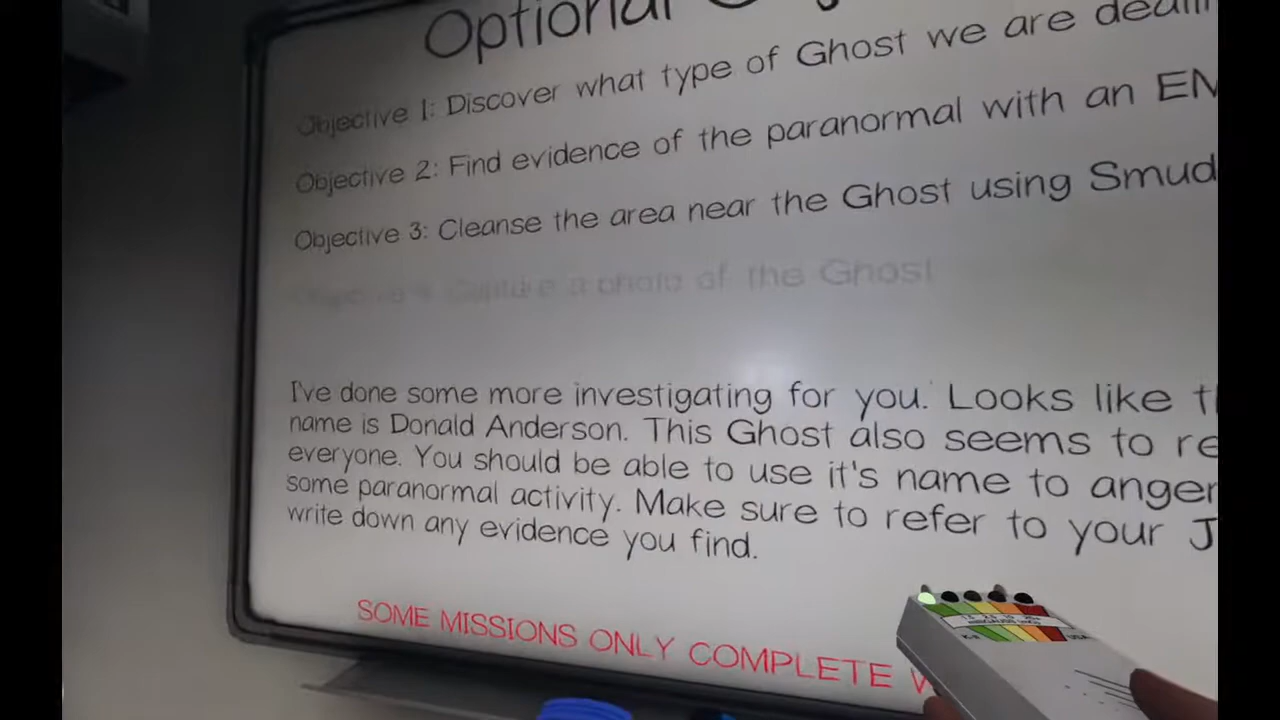 Optional
Objective 1: Discover what type of Ghost we are
Objective 2: Find evidence of the paranormal with an
Objective 3: Cleanse the area near the Ghost using
a photo of the Ghost
I've done some more investigating for you. Looks like
name is Donald Anderson. This Ghost also seems to
everyone. You should be able to use it's name to anger
some paranormal activity. Make sure to refer to your
write down any evidence you find.
SOME MISSIONS ONLY COMPLETE